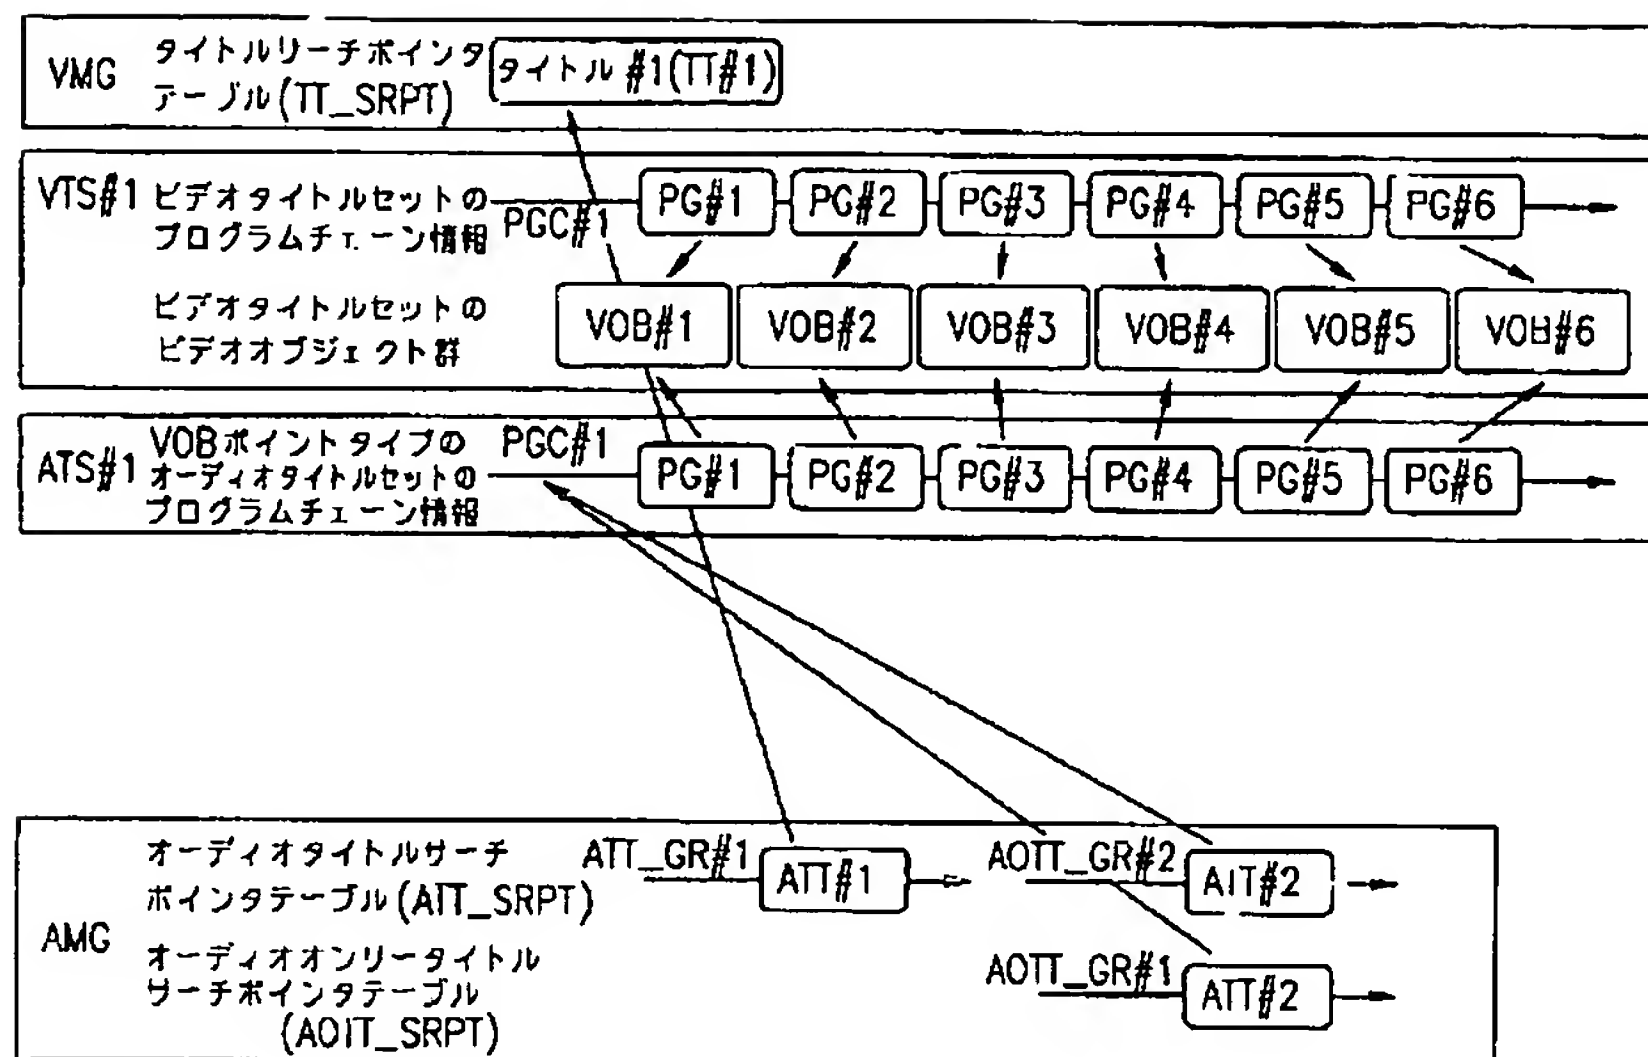 VMG
タイトルリーチポインタ
テーブル(TT_SRPT)
タイトル #1(TT#1)
VTS#1
ビデオタイトルセットの
プログラムチェーン情報
PGC#1
PG#1
PG#2
PG#3
PG#4
PG#5
PG#6
ビデオタイトルセットの
ビデオオブジェクト群
VOB#1
VOB#2
VOB#3
VOB#4
VOB#5
VOB#6
ATS#1
VOBポイントタイプの
オーディオタイトルセットの
プログラムチェーン情報
PGC#1
PG#1
PG#2
PG#3
PG#4
PG#5
PG#6
AMG
オーディオタイトルサーチ
ポインタテーブル(ATT_SRPT)
ATT_GR#1
ATT#1
AOTT_GR#2
ATT#2
オーディオオンリータイトル
サーチポインタテーブル
(AOTT_SRPT)
AOTT_GR#1
ATT#2